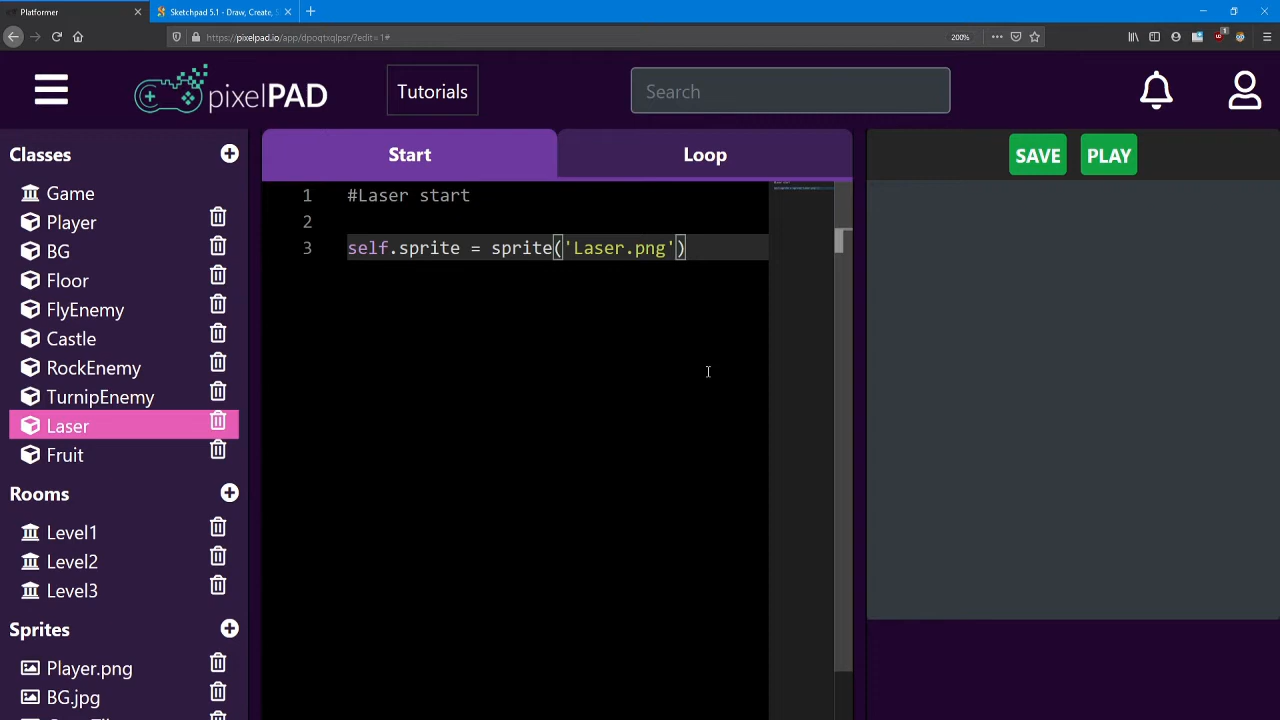 Platformer
Sketchpad 5.1 - Draw, Create,
https://pixelpad.io/app/dpoqtxqlpsr/?edit=1#
200%
pixelPAD
Tutorials
Search
Classes
Start
Loop
SAVE
PLAY
Game
Player
BG
Floor
FlyEnemy
Castle
RockEnemy
TurnipEnemy
Laser
Fruit
1 #Laser start
2
3 self.sprite = sprite('Laser.png')
Rooms
Level1
Level2
Level3
Sprites
Player.png
BG.jpg